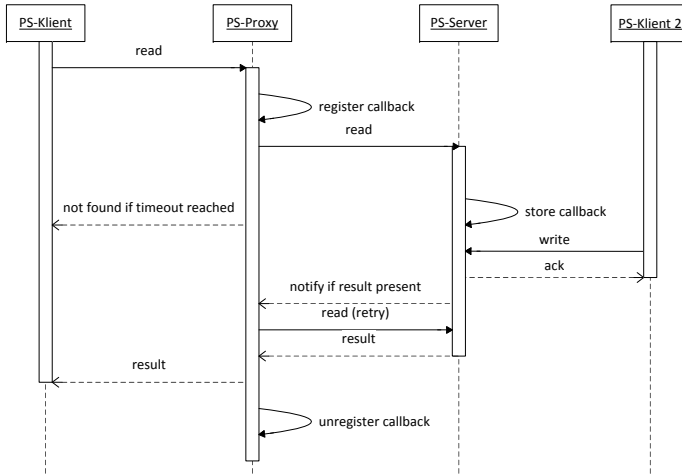 PS-Klient
PS-Proxy
PS-Server
PS-Klient 2
read
register callback
read
not found if timeout reached
store callback
write
ack
notify if result present
read (retry)
result
result
unregister callback